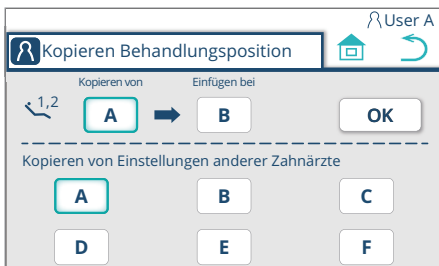 User A
Kopieren Behandlungsposition
Kopieren von Einfügen bei
1,2 A B OK
Kopieren von Einstellungen anderer Zahnärzte
A B C
D E F